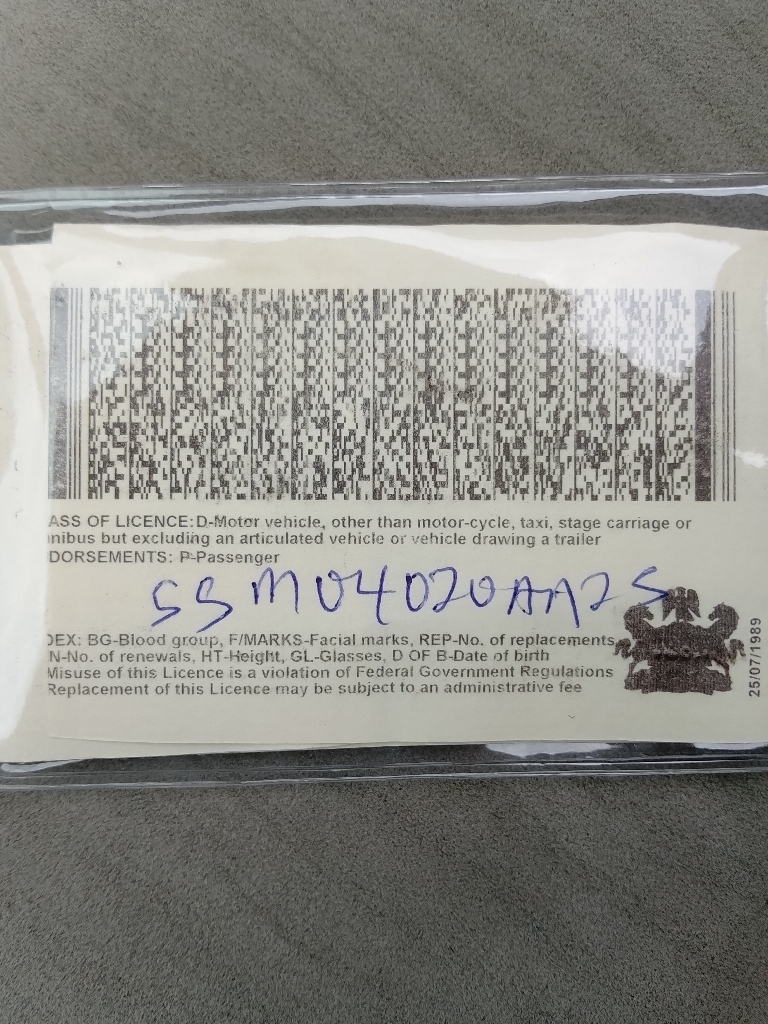 ASS OF LICENCE: D-Motor vehicle, other than motor-cycle, taxi, stage carriage or
nibus but excluding an articulated vehicle or vehicle drawing a trailer
DORSEMENTS: P-Passenger
SSMU4020AA25
DEX: BG-Blood group, F/MARKS-Facial marks, REP-No. of replacements,
N-No. of renewals, HT-Height, GL-Glasses, D OF B-Date of birth
Misuse of this Licence is a violation of Federal Government Regulations
Replacement of this Licence may be subject to an administrative fee
25/07/1989